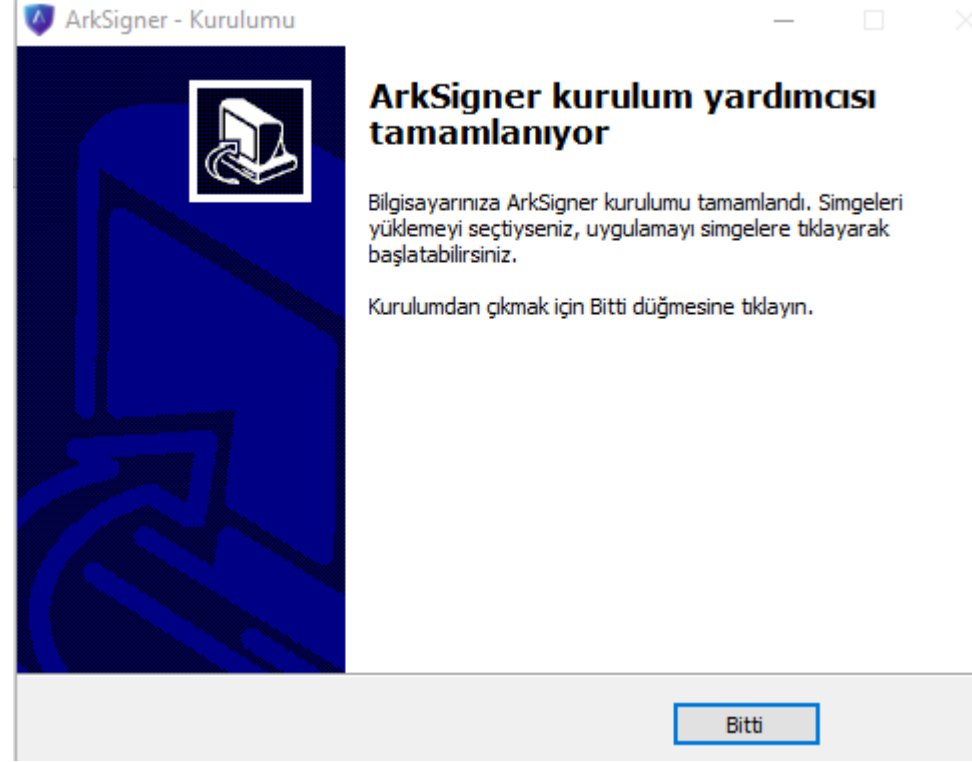 ArkSigner - Kurulumu
ArkSigner kurulum yardımcısı
tamamlanıyor
Bilgisayarınıza ArkSigner kurulumu tamamlandı. Simgeleri
yüklemeyi seçtiyseniz, uygulamayı simgelere tıklayarak
başlatabilirsiniz.
Kurulumdan çıkmak için Bitti düğmesine tıklayın.
Bitti